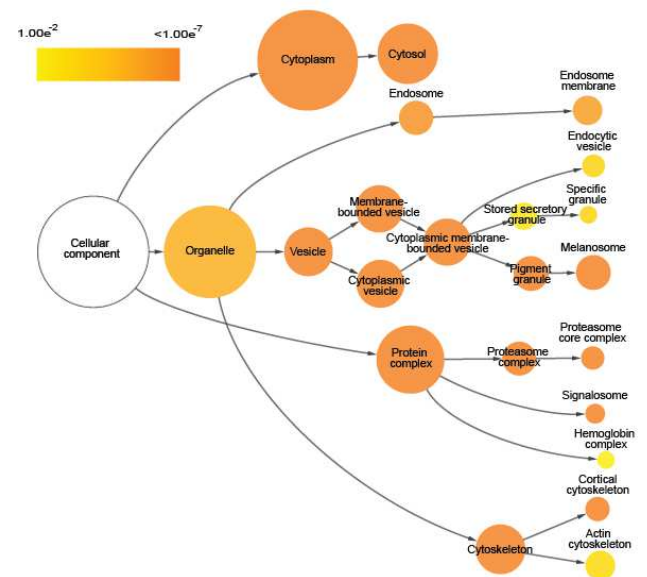 1.00e-2
<1.00e-7
Cytoplasm
Cytosol
Endosome
Endosome
membrane
Endocytic
vesicle
Specific
granule
Stored secretory
granule
Membrane-
bounded vesicle
Cellular
component
Organelle
Vesicle
Cytoplasmic membrane-
bounded vesicle
Melanosome
Pigment
granule
Cytoplasmic
vesicle
Protein
complex
Proteasome
complex
Proteasome
core complex
Signalosome
Hemoglobin
complex
Cortical
cytoskeleton
Cytoskeleton
Actin
cytoskeleton